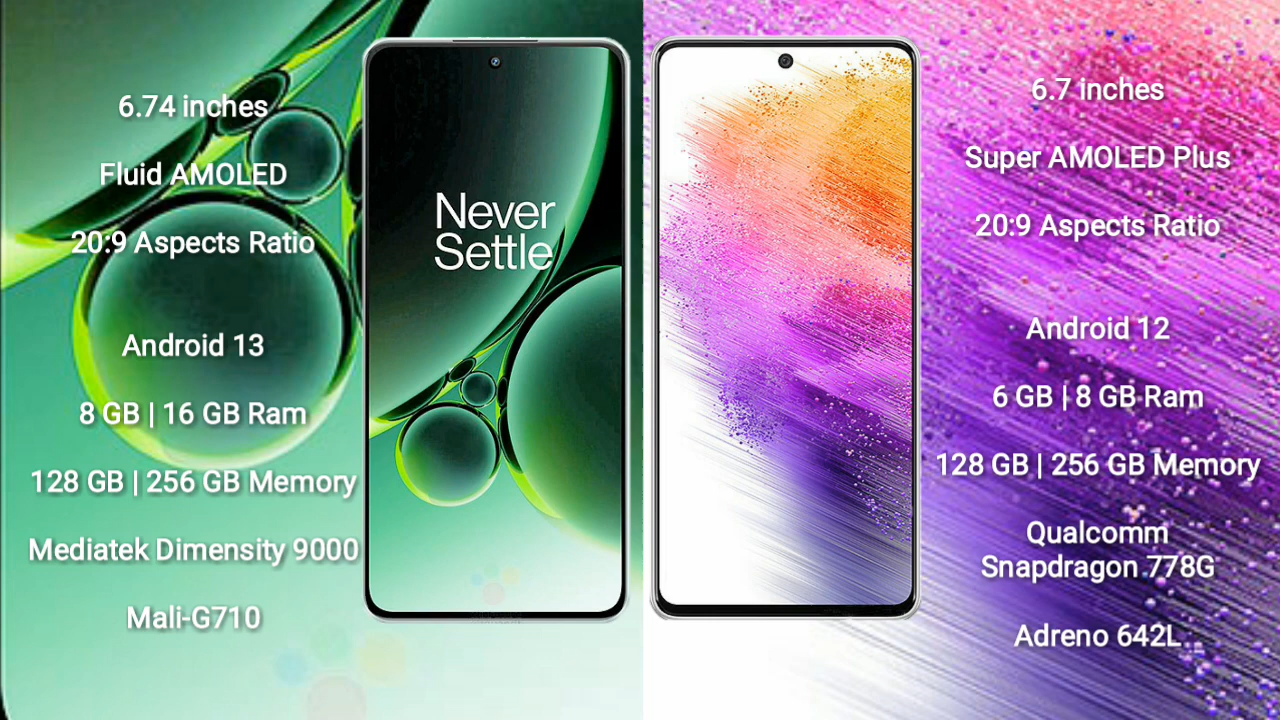 6.74 inches
Fluid AMOLED
20:9 Aspects Ratio
Android 13
8 GB | 16 GB Ram
128 GB | 256 GB Memory
Mediatek Dimensity 9000
Mali-G710
Never
Settle
6.7 inches
Super AMOLED Plus
20:9 Aspects Ratio
Android 12
6 GB | 8 GB Ram
128 GB | 256 GB Memory
Qualcomm
Snapdragon 778G
Adreno 642L